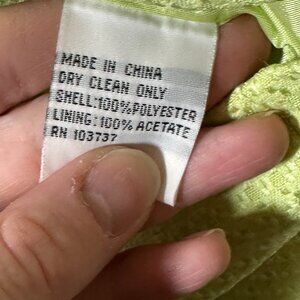 MADE IN CHINA
DRY CLEAN ONLY
SHELL:100%POLYESTER
LINING:100% ACETATE
RN 103737